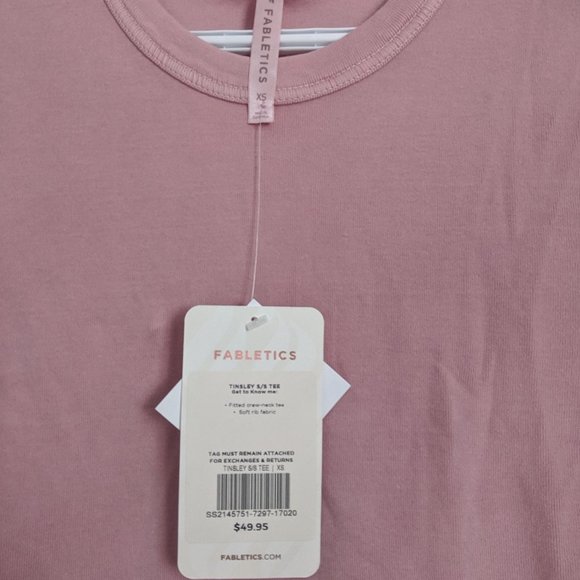 FABLETICS
XS
FABLETICS
TINSLEY S/S TEE
Get to Know me:
• Fitted crew-neck tee
• Soft rib fabric
TAG MUST REMAIN ATTACHED
FOR EXCHANGES & RETURNS
TINSLEY S/S TEE | XS
SS2145751-7297-17020
$49.95
FABLETICS.COM